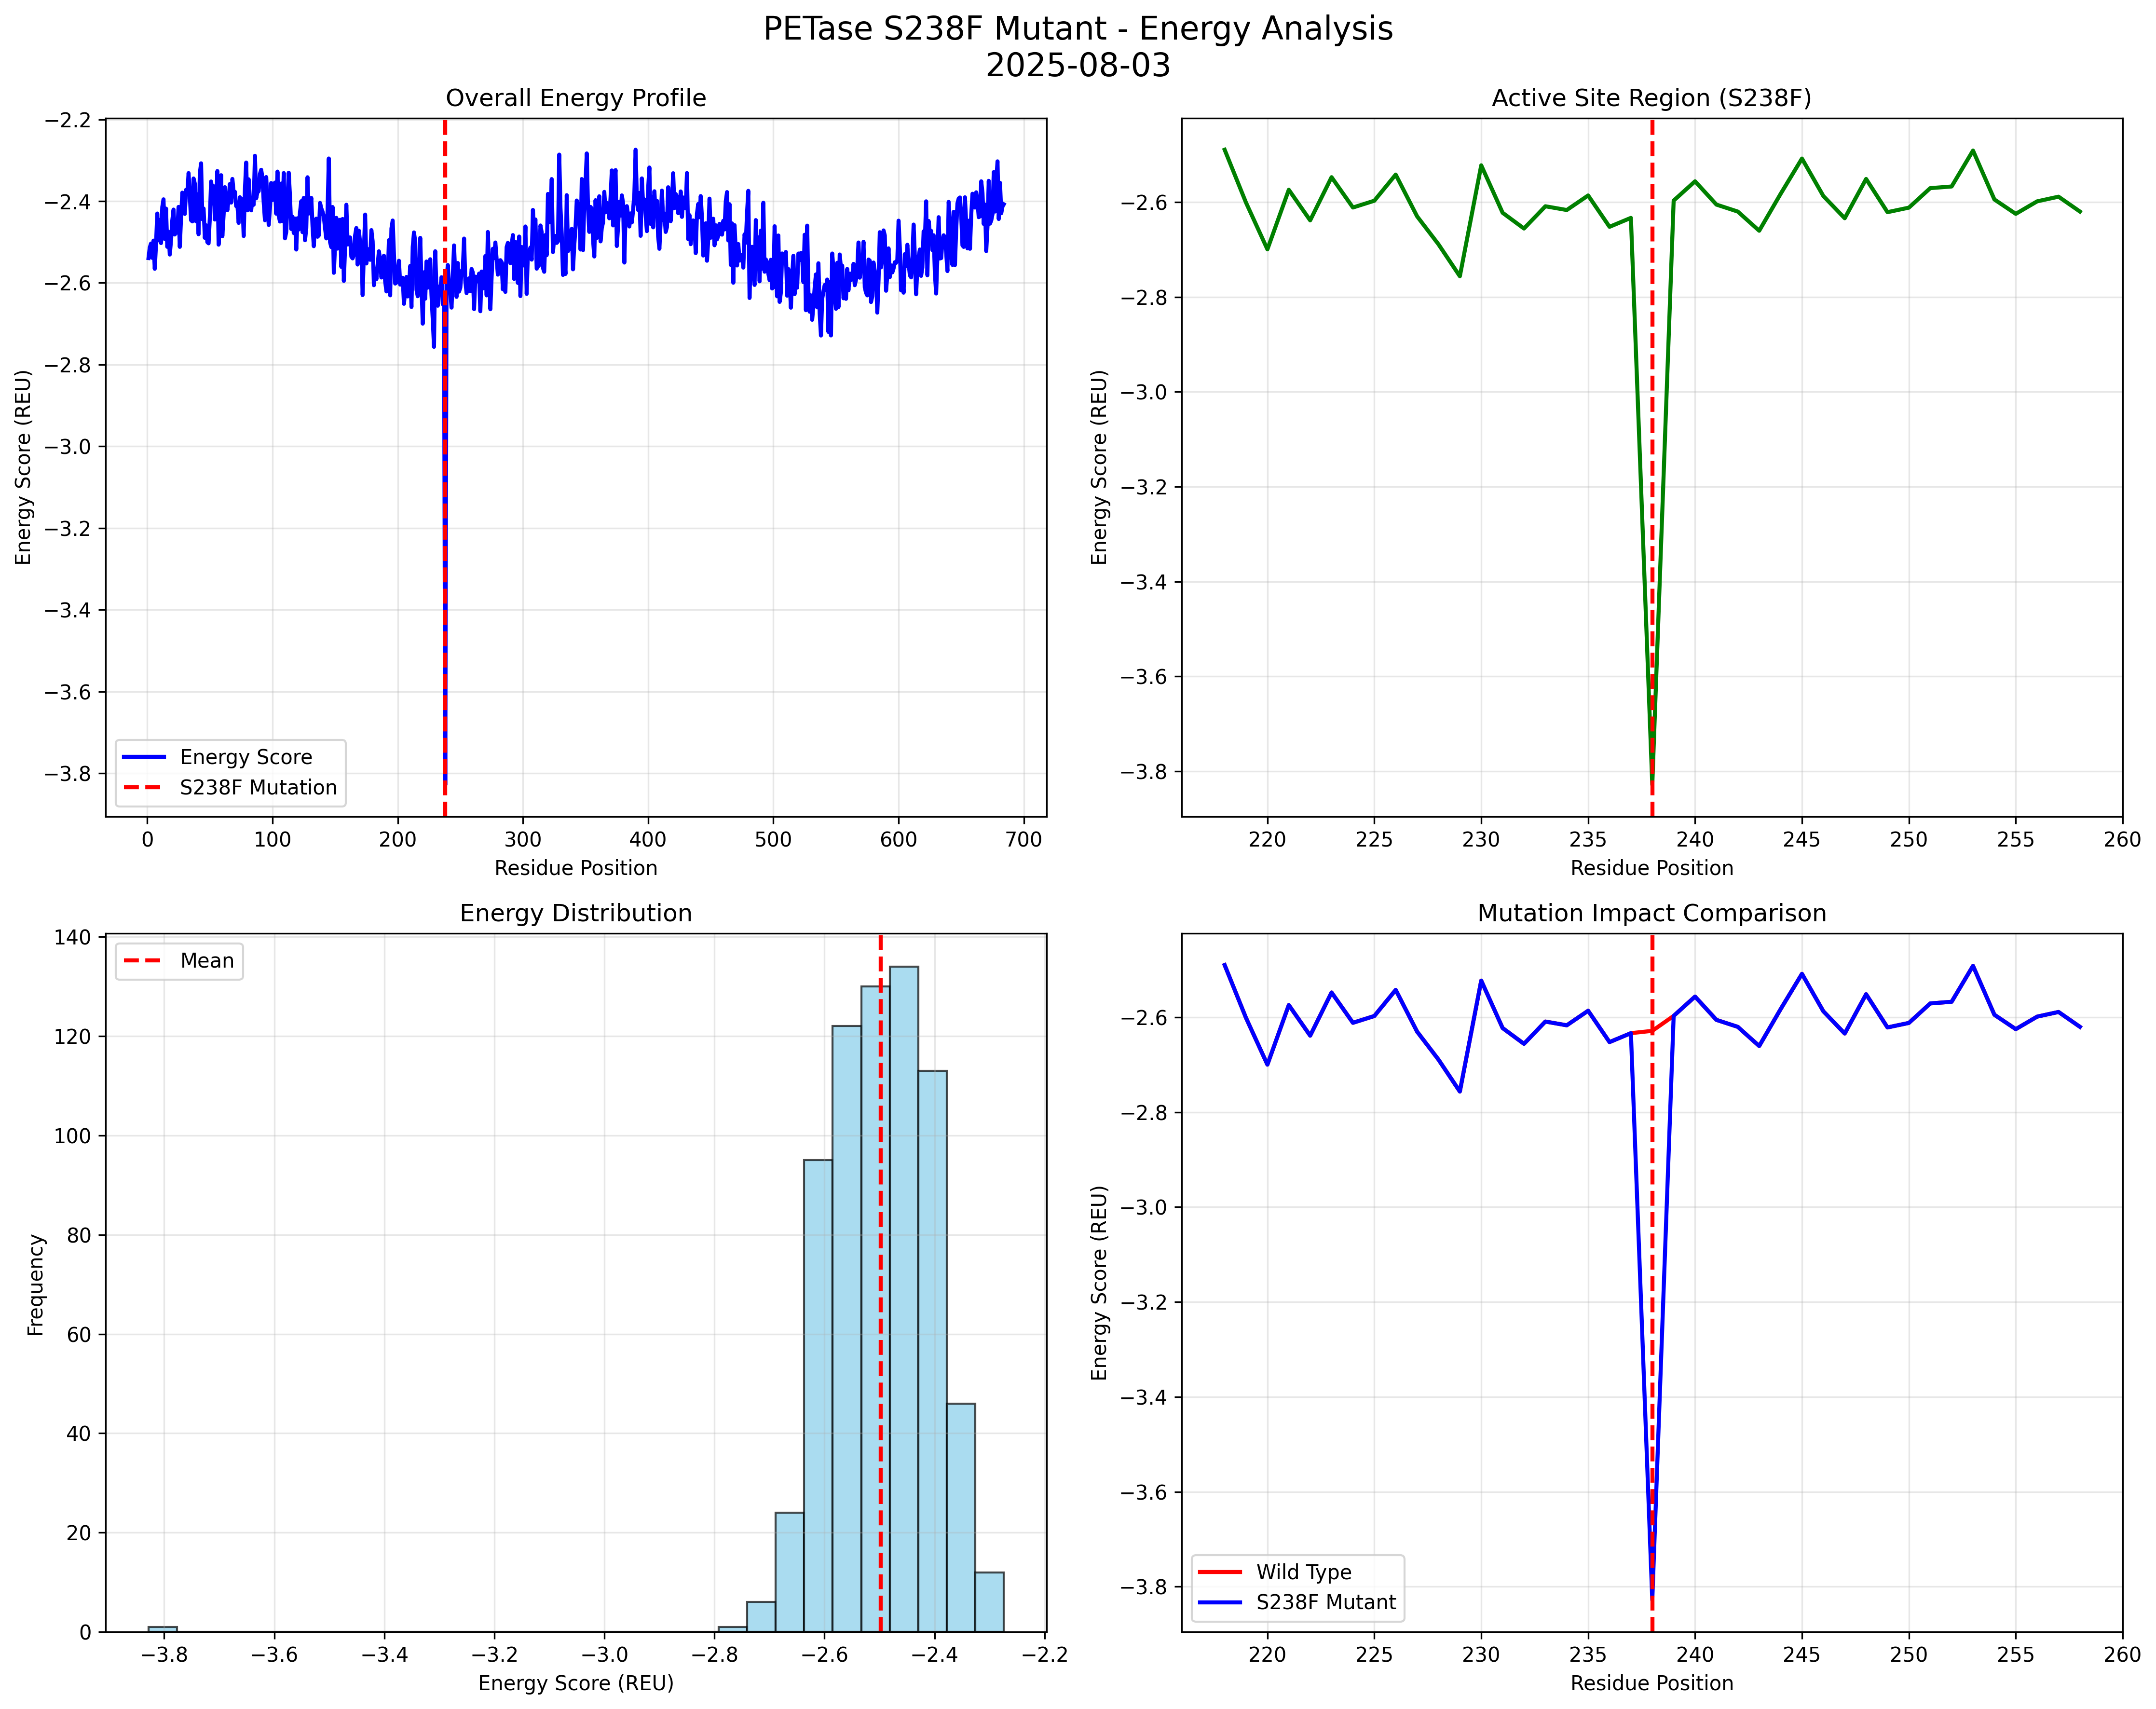 PETase S238F Mutant - Energy Analysis
2025-08-03
Overall Energy Profile
−2.2
−2.4
−2.6
−2.8
−3.0
−3.2
−3.4
−3.6
−3.8
Energy Score (REU)
Energy Score
S238F Mutation
0 100 200 300 400 500 600 700
Residue Position
Active Site Region (S238F)
−2.6
−2.8
−3.0
−3.2
−3.4
−3.6
−3.8
Energy Score (REU)
220 225 230 235 240 245 250 255 260
Residue Position
Energy Distribution
140
120
100
80
60
40
20
0
Frequency
Mean
−3.8 −3.6 −3.4 −3.2 −3.0 −2.8 −2.6 −2.4 −2.2
Energy Score (REU)
Mutation Impact Comparison
−2.6
−2.8
−3.0
−3.2
−3.4
−3.6
−3.8
Energy Score (REU)
Wild Type
S238F Mutant
220 225 230 235 240 245 250 255 260
Residue Position